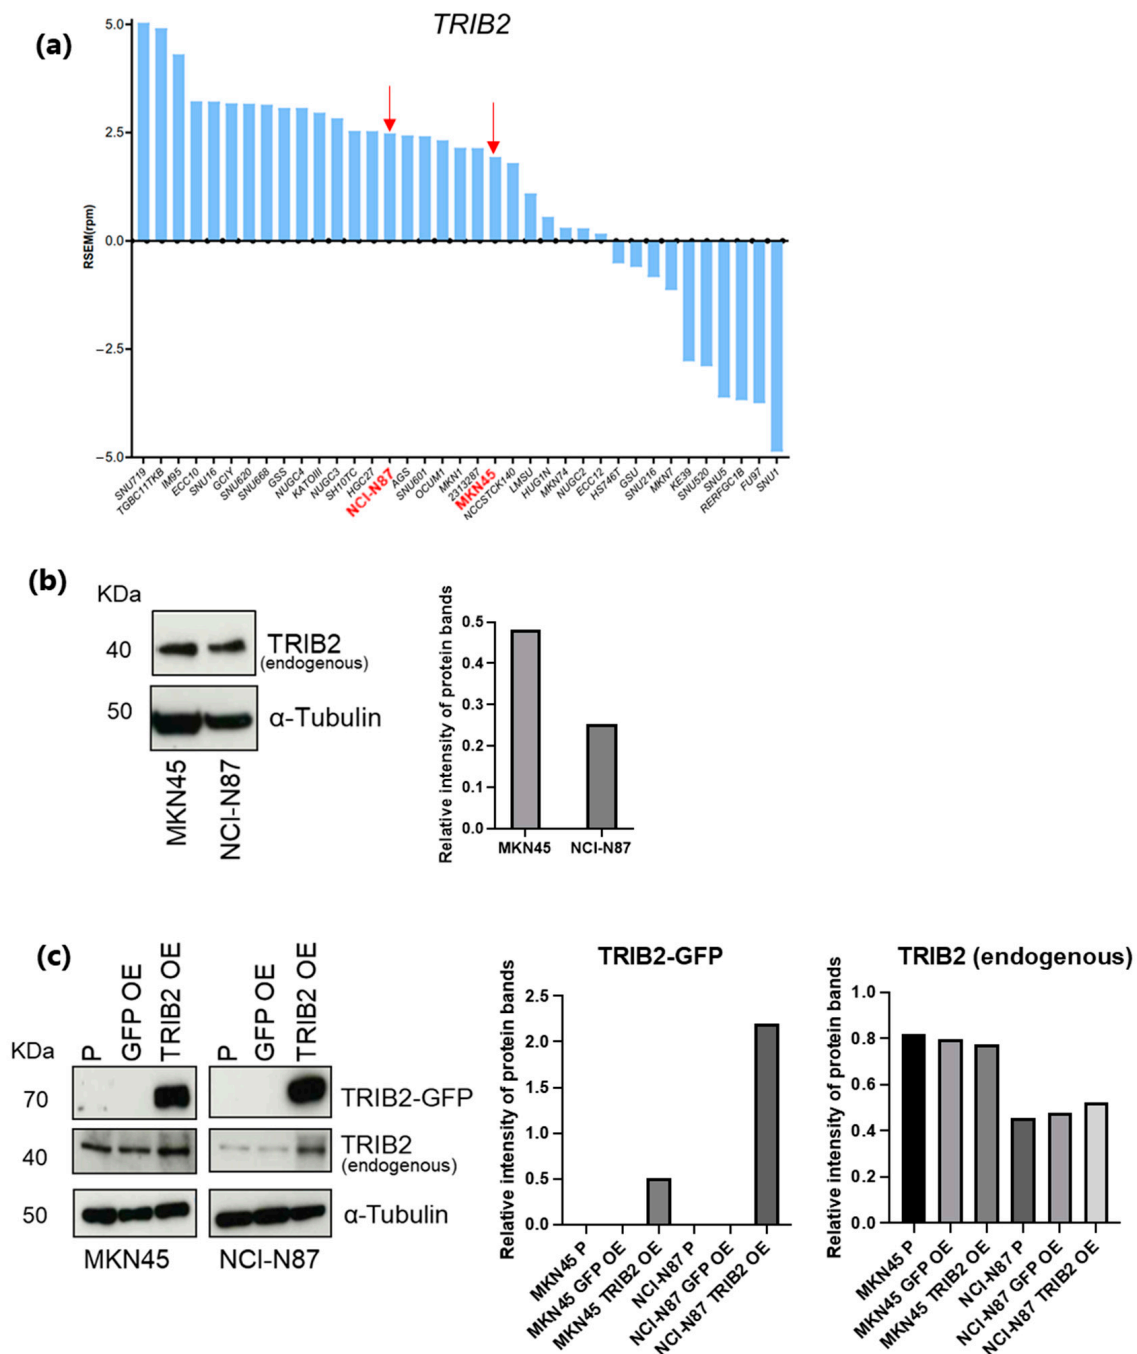 (a)
TRIB2
5.0
2.5
0.0
−2.5
−5.0
RSEM(rpm)
SNU719
TGBC11TKB
IM95
ECC10
SNU16
GCIY
SNU620
SNU668
GSS
NUGC4
KATOIII
NUGC3
SH10TC
HGC27
NCI-N87
AGS
SNU601
OCUM1
MKN1
2313287
MKN45
NCCSTCK140
LMSU
HUG1N
MKN74
NUGC2
ECC12
HS746T
GSU
SNU216
MKN7
KE39
SNU520
SNU5
RERFGC1B
FU97
SNU1
(b)
KDa
40
TRIB2
(endogenous)
50
α-Tubulin
MKN45
NCI-N87
Relative intensity of protein bands
0.5
0.4
0.3
0.2
0.1
0.0
MKN45
NCI-N87
(c)
KDa
P
GFP OE
TRIB2 OE
P
GFP OE
TRIB2 OE
70
TRIB2-GFP
40
TRIB2
(endogenous)
50
α-Tubulin
MKN45
NCI-N87
TRIB2-GFP
Relative intensity of protein bands
2.5
2.0
1.5
1.0
0.5
0.0
MKN45 P
MKN45 GFP OE
MKN45 TRIB2 OE
NCI-N87 P
NCI-N87 GFP OE
NCI-N87 TRIB2 OE
TRIB2 (endogenous)
Relative intensity of protein bands
1.0
0.8
0.6
0.4
0.2
0.0
MKN45 P
MKN45 GFP OE
MKN45 TRIB2 OE
NCI-N87 P
NCI-N87 GFP OE
NCI-N87 TRIB2 OE